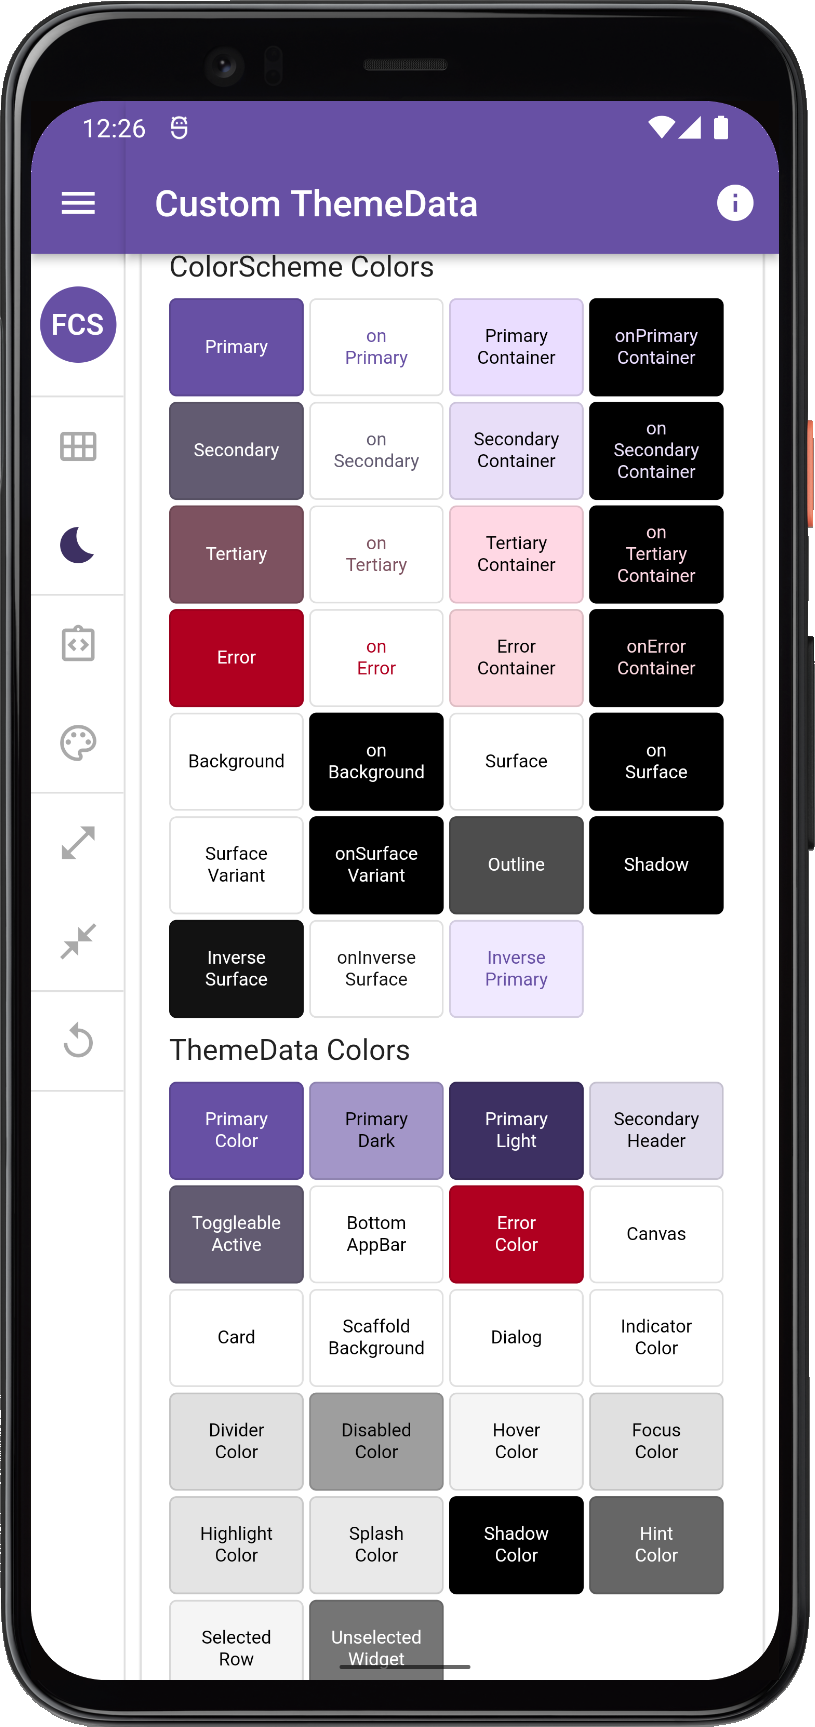 12:26
Custom ThemeData
FCS
ColorScheme Colors
Primary
on
Primary
Primary
Container
onPrimary
Container
Secondary
on
Secondary
Secondary
Container
on
Secondary
Container
Tertiary
on
Tertiary
Tertiary
Container
on
Tertiary
Container
Error
on
Error
Error
Container
onError
Container
Background
on
Background
Surface
on
Surface
Surface
Variant
onSurface
Variant
Outline
Shadow
Inverse
Surface
onInverse
Surface
Inverse
Primary
ThemeData Colors
Primary
Color
Primary
Dark
Primary
Light
Secondary
Header
Toggleable
Active
Bottom
AppBar
Error
Color
Canvas
Card
Scaffold
Background
Dialog
Indicator
Color
Divider
Color
Disabled
Color
Hover
Color
Focus
Color
Highlight
Color
Splash
Color
Shadow
Color
Hint
Color
Selected
Row
Unselected
Widget